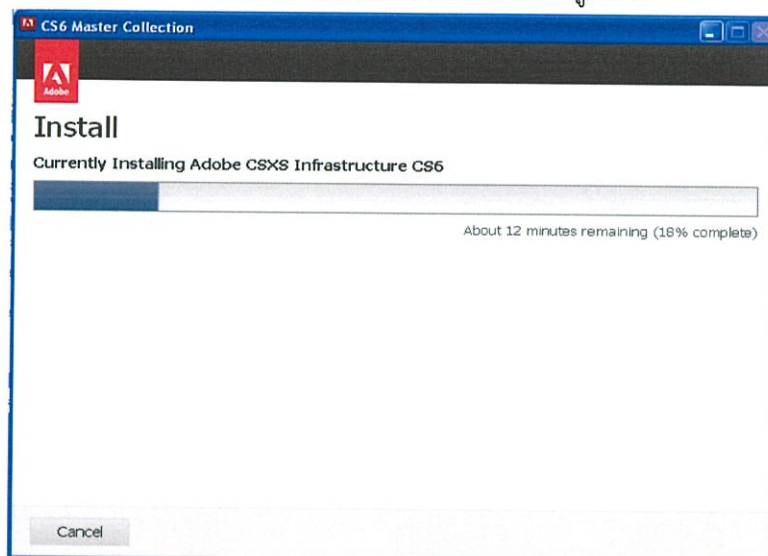 CS6 Master Collection
Adobe
Install
Currently Installing Adobe CSXS Infrastructure CS6
About 12 minutes remaining (18% complete)
Cancel